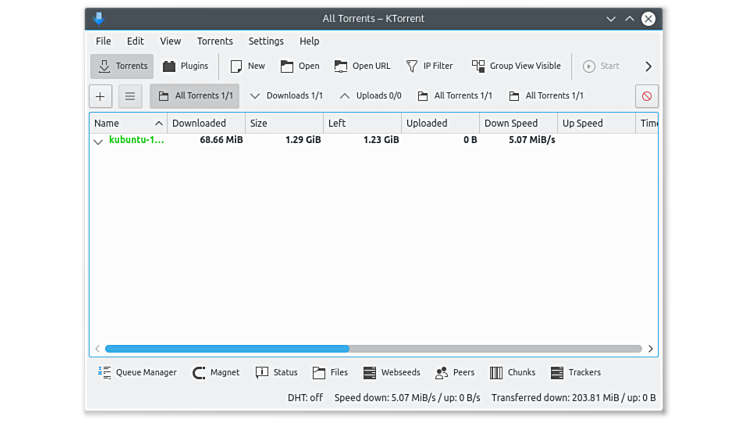 All Torrents – KTorrent
File Edit View Torrents Settings Help
Torrents Plugins New Open Open URL IP Filter Group View Visible Start
All Torrents 1/1 Downloads 1/1 Uploads 0/0 All Torrents 1/1 All Torrents 1/1
Name Downloaded Size Left Uploaded Down Speed Up Speed Time
kubuntu-1... 68.66 MiB 1.29 GiB 1.23 GiB 0 B 5.07 MiB/s
Queue Manager Magnet Status Files Webseeds Peers Chunks Trackers
DHT: off Speed down: 5.07 MiB/s / up: 0 B/s Transferred down: 203.81 MiB / up: 0 B